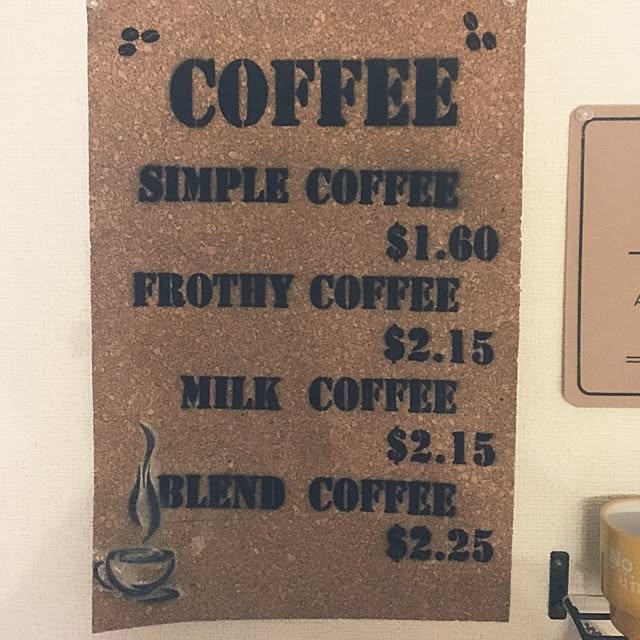 COFFEE
SIMPLE COFFEE
$1.60
FROTHY COFFEE
$2.15
MILK COFFEE
$2.15
BLEND COFFEE
$2.25
A